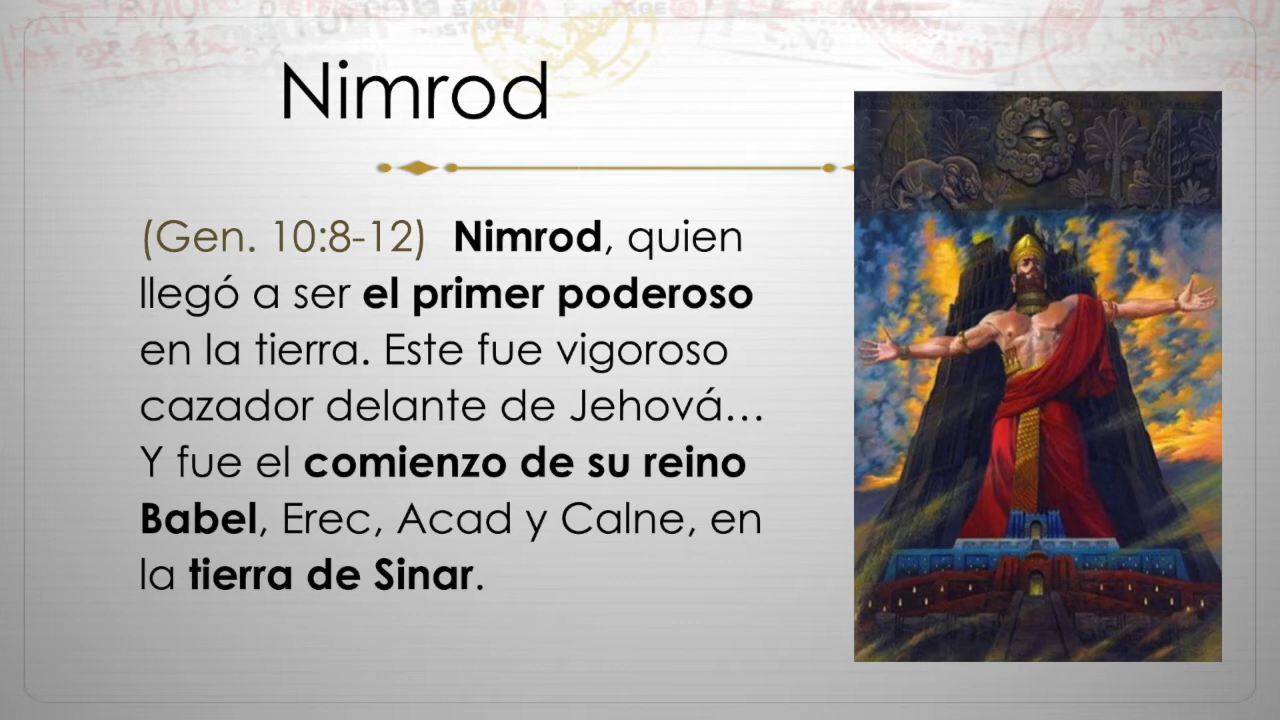 Nimrod
(Gen. 10:8-12) Nimrod, quien
llegó a ser el primer poderoso
en la tierra. Este fue vigoroso
cazador delante de Jehová…
Y fue el comienzo de su reino
Babel, Erec, Acad y Calne, en
la tierra de Sinar.